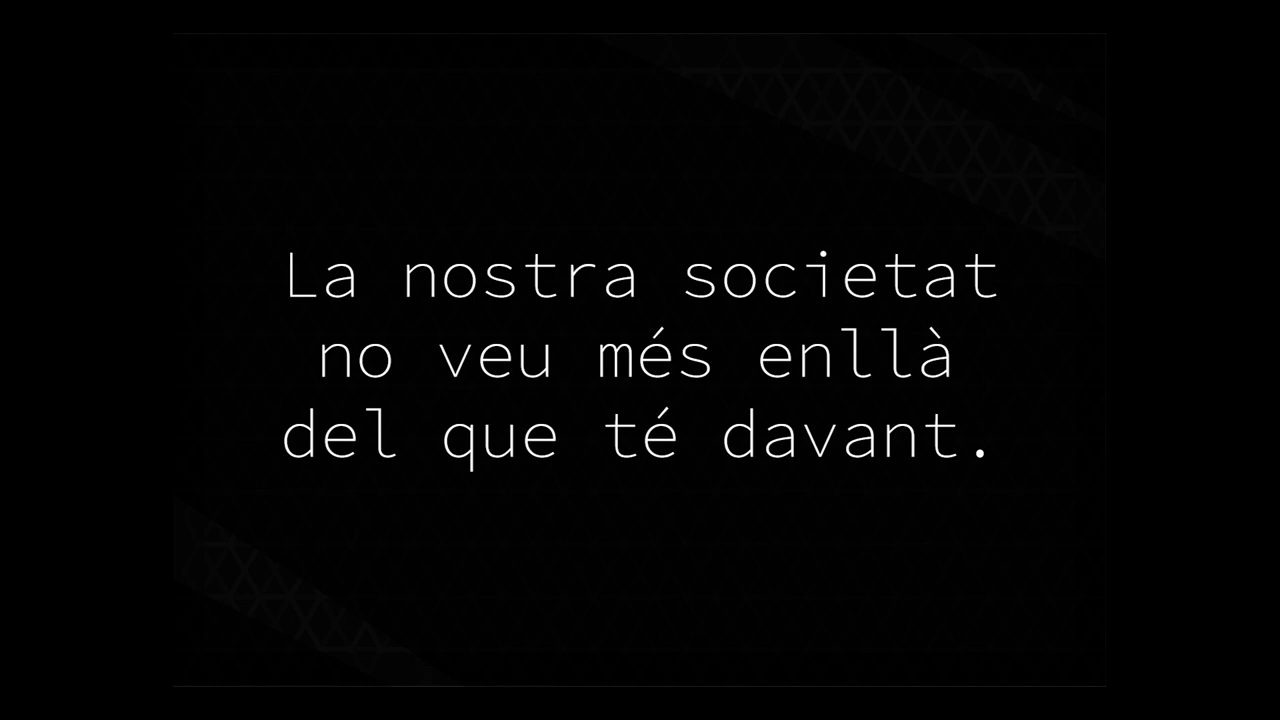 La nostra societat
no veu més enllà
del que té davant.